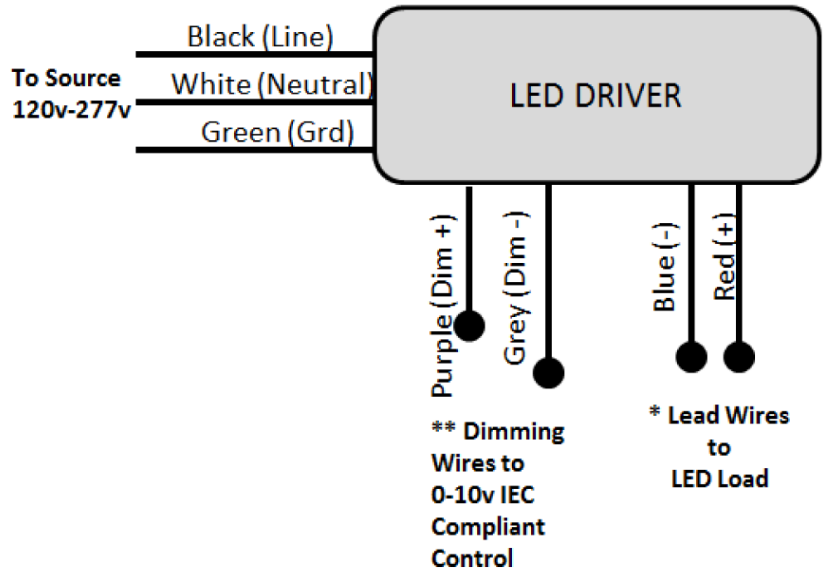 Black (Line)
To Source
120v-277v
White (Neutral)
Green (Grd)
LED DRIVER
Purple (Dim +)
Grey (Dim -)
Blue (-)
Red (+)
** Dimming
Wires to
0-10v IEC
Compliant
Control
* Lead Wires
to
LED Load